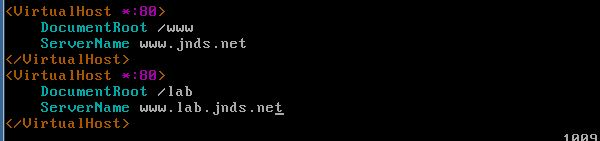 <VirtualHost *:80>
    DocumentRoot /www
    ServerName www.jnds.net
</VirtualHost>
<VirtualHost *:80>
    DocumentRoot /lab
    ServerName www.lab.jnds.net
</VirtualHost>
100%